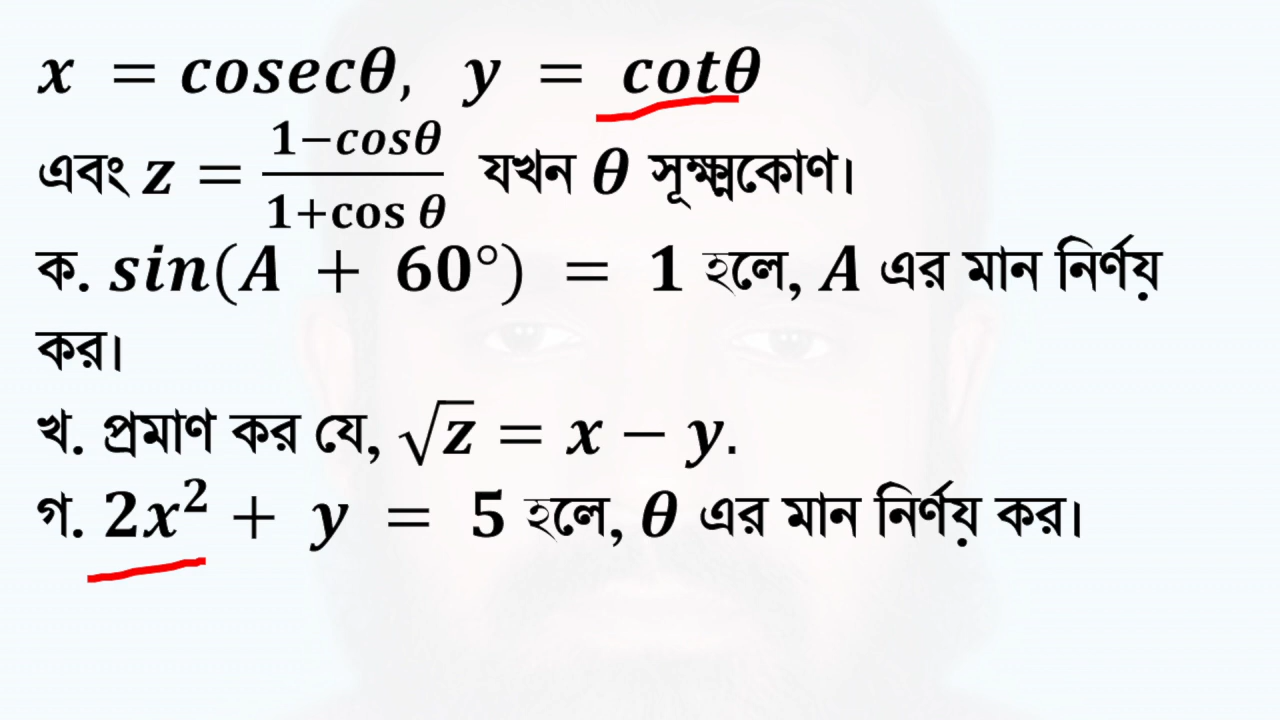 x = cosecθ, y = cotθ
এবং z = (1−cosθ)/(1+cos θ) যখন θ সূক্ষ্মকোণ।
ক. sin(A + 60°) = 1 হলে, A এর মান নির্ণয়
কর।
খ. প্রমাণ কর যে, √z = x − y.
গ. 2x² + y = 5 হলে, θ এর মান নির্ণয় কর।